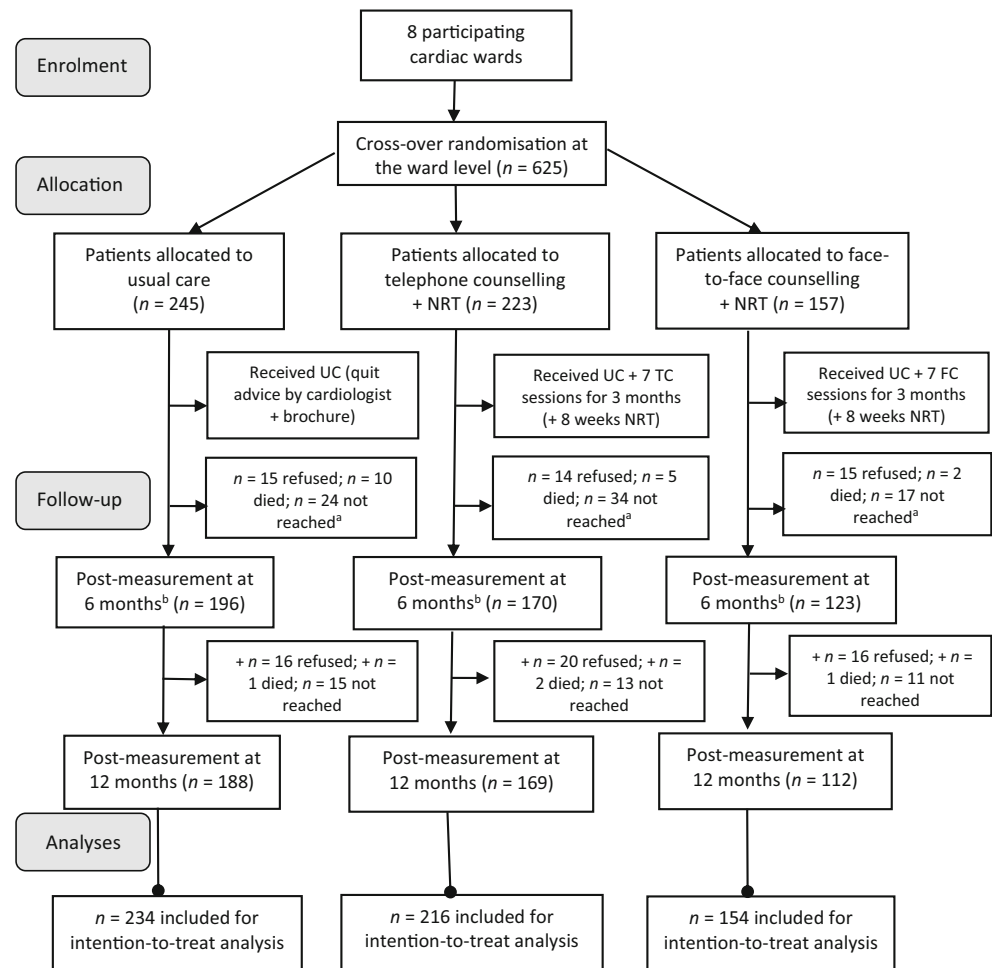 8 participating
cardiac wards
Enrolment
Cross-over randomisation at
the ward level (n = 625)
Allocation
Patients allocated to
usual care
(n = 245)
Patients allocated to
telephone counselling
+ NRT (n = 223)
Patients allocated to face-
to-face counselling
+ NRT (n = 157)
Received UC (quit
advice by cardiologist
+ brochure)
Received UC + 7 TC
sessions for 3 months
(+ 8 weeks NRT)
Received UC + 7 FC
sessions for 3 months
(+ 8 weeks NRT)
Follow-up
n = 15 refused; n = 10
died; n = 24 not
reachedᵃ
n = 14 refused; n = 5
died; n = 34 not
reachedᵃ
n = 15 refused; n = 2
died; n = 17 not
reachedᵃ
Post-measurement at
6 monthsᵇ (n = 196)
Post-measurement at
6 monthsᵇ (n = 170)
Post-measurement at
6 monthsᵇ (n = 123)
+ n = 16 refused; + n =
1 died; n = 15 not
reached
+ n = 20 refused; + n =
2 died; n = 13 not
reached
+ n = 16 refused; + n =
1 died; n = 11 not
reached
Post-measurement at
12 months (n = 188)
Post-measurement at
12 months (n = 169)
Post-measurement at
12 months (n = 112)
Analyses
n = 234 included for
intention-to-treat analysis
n = 216 included for
intention-to-treat analysis
n = 154 included for
intention-to-treat analysis